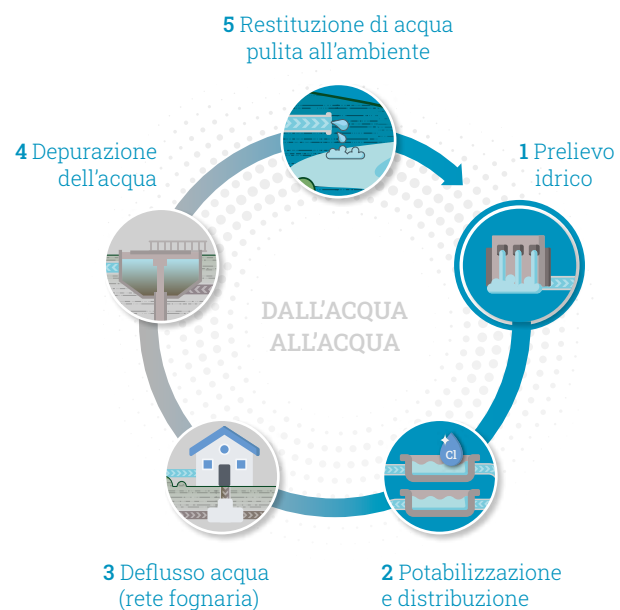 5 Restituzione di acqua
pulita all'ambiente
1 Prelievo
idrico
4 Depurazione
dell'acqua
DALL'ACQUA
ALL'ACQUA
Cl
3 Deflusso acqua
(rete fognaria)
2 Potabilizzazione
e distribuzione